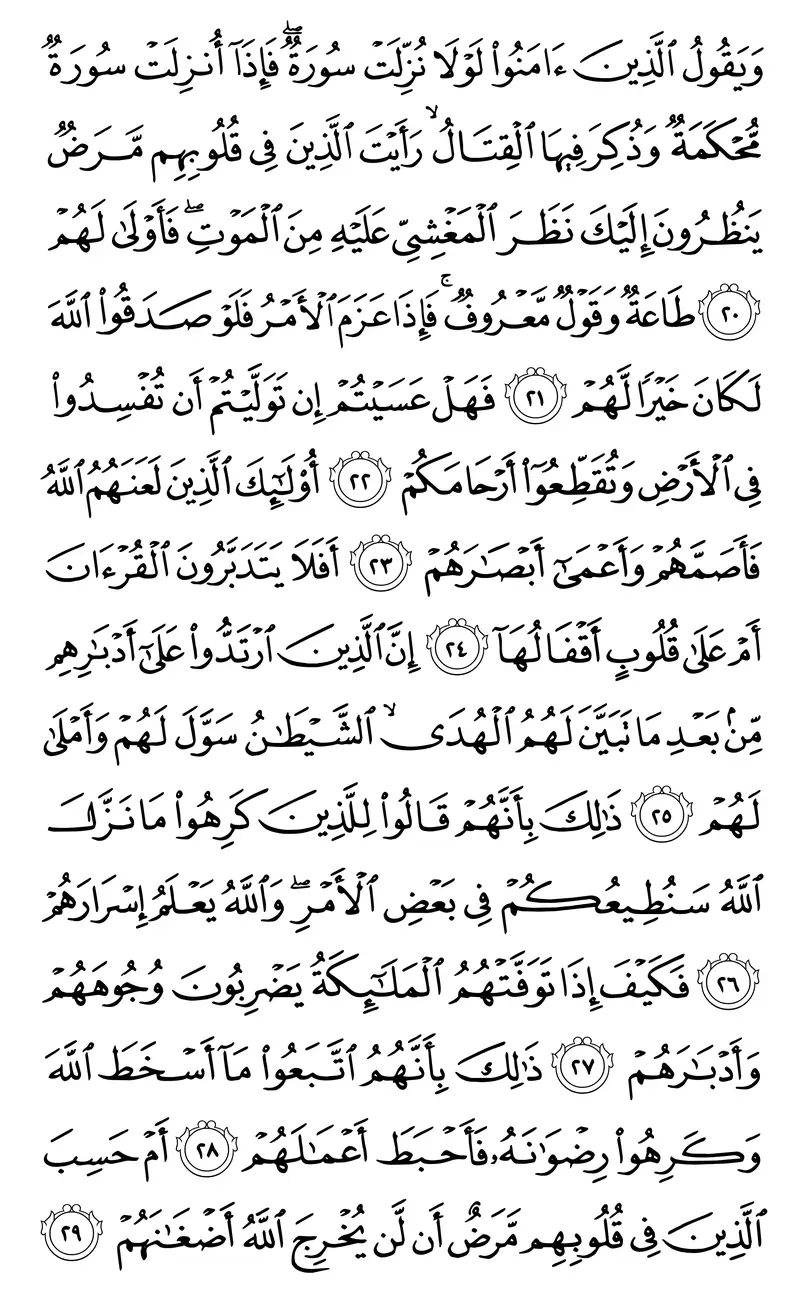 وَيَقُولُ ٱلَّذِينَ ءَامَنُواْ لَوۡلَا نُزِّلَتۡ سُورَةٞۖ فَإِذَآ أُنزِلَتۡ سُورَةٞ
مُّحۡكَمَةٞ وَذُكِرَ فِيهَا ٱلۡقِتَالُ ۙ رَأَيۡتَ ٱلَّذِينَ فِي قُلُوبِهِم مَّرَضٞ
يَنظُرُونَ إِلَيۡكَ نَظَرَ ٱلۡمَغۡشِيِّ عَلَيۡهِ مِنَ ٱلۡمَوۡتِۖ فَأَوۡلَىٰ لَهُمۡ
٢٠ طَاعَةٞ وَقَوۡلٞ مَّعۡرُوفٞۚ فَإِذَا عَزَمَ ٱلۡأَمۡرُ فَلَوۡ صَدَقُواْ ٱللَّهَ
لَكَانَ خَيۡرٗا لَّهُمۡ ٢١ فَهَلۡ عَسَيۡتُمۡ إِن تَوَلَّيۡتُمۡ أَن تُفۡسِدُواْ
فِي ٱلۡأَرۡضِ وَتُقَطِّعُوٓاْ أَرۡحَامَكُمۡ ٢٢ أُوْلَٰٓئِكَ ٱلَّذِينَ لَعَنَهُمُ ٱللَّهُ
فَأَصَمَّهُمۡ وَأَعۡمَىٰٓ أَبۡصَٰرَهُمۡ ٢٣ أَفَلَا يَتَدَبَّرُونَ ٱلۡقُرۡءَانَ
أَمۡ عَلَىٰ قُلُوبٍ أَقۡفَالُهَآ ٢٤ إِنَّ ٱلَّذِينَ ٱرۡتَدُّواْ عَلَىٰٓ أَدۡبَٰرِهِم
مِّنۢ بَعۡدِ مَا تَبَيَّنَ لَهُمُ ٱلۡهُدَى ۙ ٱلشَّيۡطَٰنُ سَوَّلَ لَهُمۡ وَأَمۡلَىٰ
لَهُمۡ ٢٥ ذَٰلِكَ بِأَنَّهُمۡ قَالُواْ لِلَّذِينَ كَرِهُواْ مَا نَزَّلَ
ٱللَّهُ سَنُطِيعُكُمۡ فِي بَعۡضِ ٱلۡأَمۡرِۖ وَٱللَّهُ يَعۡلَمُ إِسۡرَارَهُمۡ
٢٦ فَكَيۡفَ إِذَا تَوَفَّتۡهُمُ ٱلۡمَلَٰٓئِكَةُ يَضۡرِبُونَ وُجُوهَهُمۡ
وَأَدۡبَٰرَهُمۡ ٢٧ ذَٰلِكَ بِأَنَّهُمُ ٱتَّبَعُواْ مَآ أَسۡخَطَ ٱللَّهَ
وَكَرِهُواْ رِضۡوَٰنَهُۥ فَأَحۡبَطَ أَعۡمَٰلَهُمۡ ٢٨ أَمۡ حَسِبَ
ٱلَّذِينَ فِي قُلُوبِهِم مَّرَضٌ أَن لَّن يُخۡرِجَ ٱللَّهُ أَضۡغَٰنَهُمۡ ٢٩